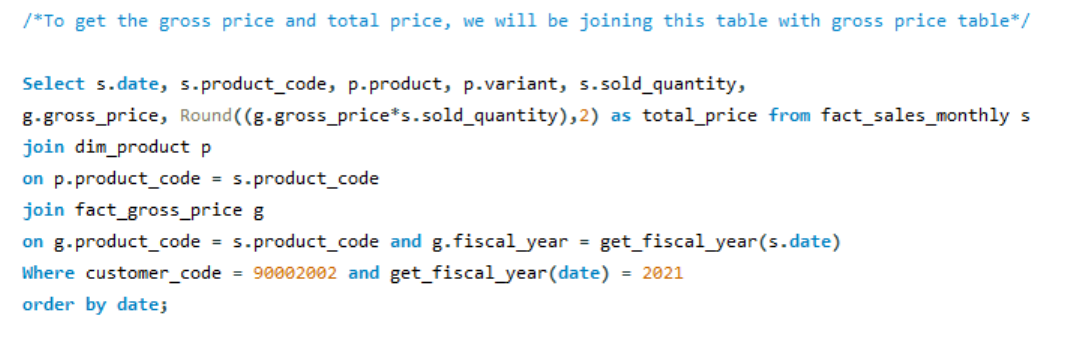 /*To get the gross price and total price, we will be joining this table with gross price table*/
Select s.date, s.product_code, p.product, p.variant, s.sold_quantity,
g.gross_price, Round((g.gross_price*s.sold_quantity),2) as total_price from fact_sales_monthly s
join dim_product p
on p.product_code = s.product_code
join fact_gross_price g
on g.product_code = s.product_code and g.fiscal_year = get_fiscal_year(s.date)
Where customer_code = 90002002 and get_fiscal_year(date) = 2021
order by date;